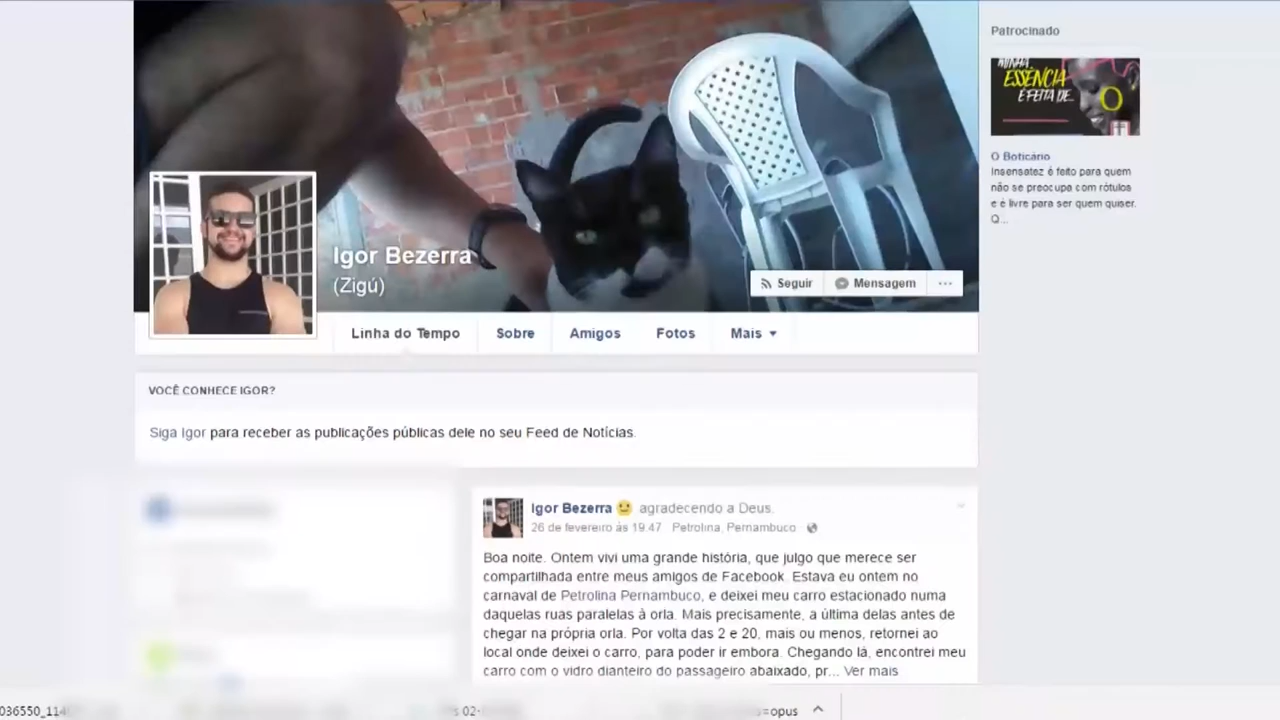 Patrocinado
MINHA
ESSÊNCIA
É FEITA DE...
O Boticário
Insensatez é feito para quem
não se preocupa com rótulos
e é livre para ser quem quiser.
Q...
Igor Bezerra
(Zigú)
Seguir
Mensagem
...
Linha do Tempo
Sobre
Amigos
Fotos
Mais
VOCÊ CONHECE IGOR?
Siga Igor para receber as publicações públicas dele no seu Feed de Notícias.
Igor Bezerra agradecendo a Deus.
26 de fevereiro às 19:47 Petrolina, Pernambuco
Boa noite. Ontem vivi uma grande história, que julgo que merece ser
compartilhada entre meus amigos de Facebook. Estava eu ontem no
carnaval de Petrolina Pernambuco, e deixei meu carro estacionado numa
daquelas ruas paralelas à orla. Mais precisamente, a última delas antes de
chegar na própria orla. Por volta das 2 e 20, mais ou menos, retornei ao
local onde deixei o carro, para poder ir embora. Chegando lá, encontrei meu
carro com o vidro dianteiro do passageiro abaixado, pr... Ver mais
=opus